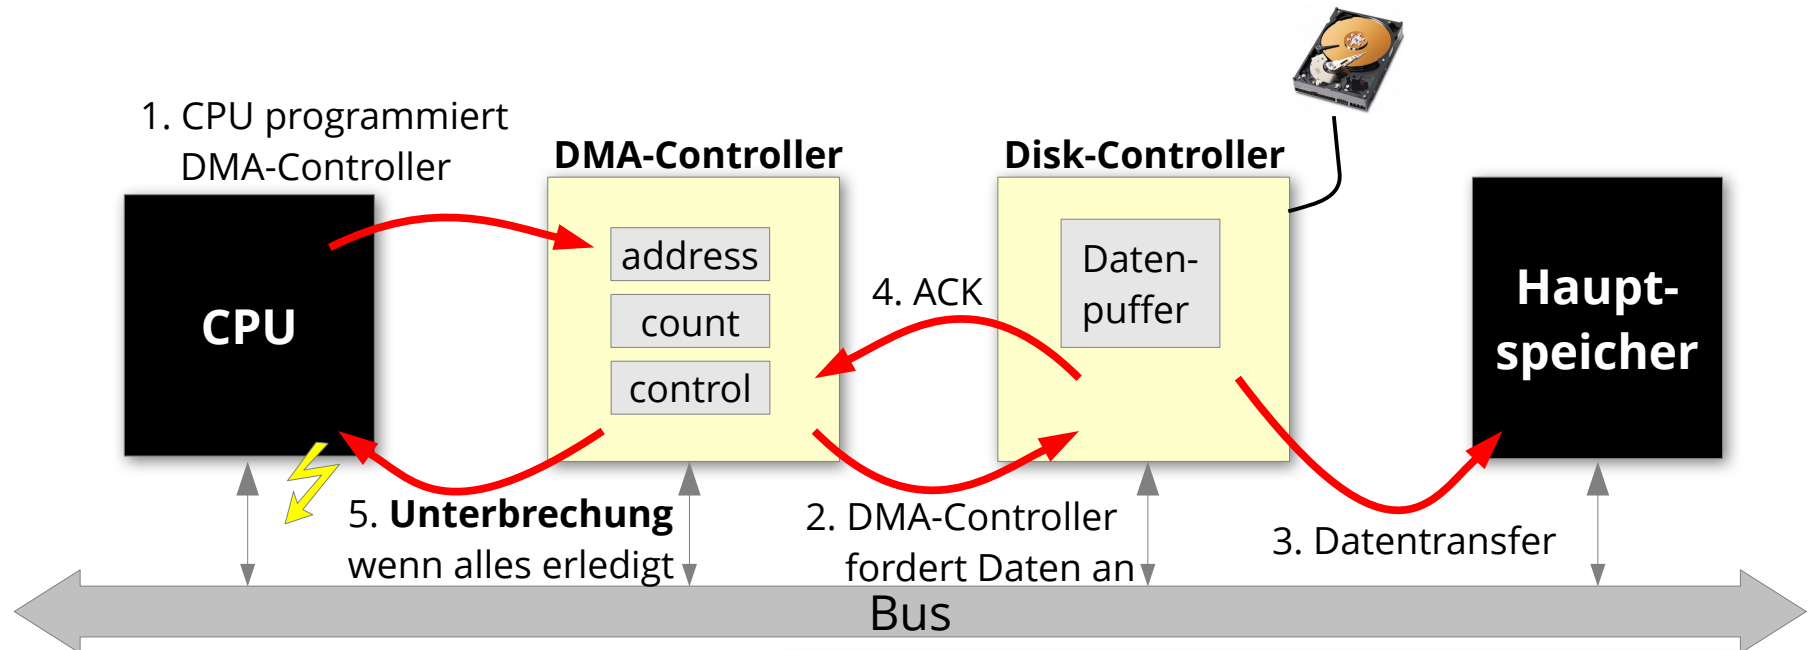 1. CPU programmiert
DMA-Controller
DMA-Controller
Disk-Controller
CPU
address
count
control
4. ACK
Daten-
puffer
Haupt-
speicher
5. Unterbrechung
wenn alles erledigt
2. DMA-Controller
fordert Daten an
3. Datentransfer
Bus